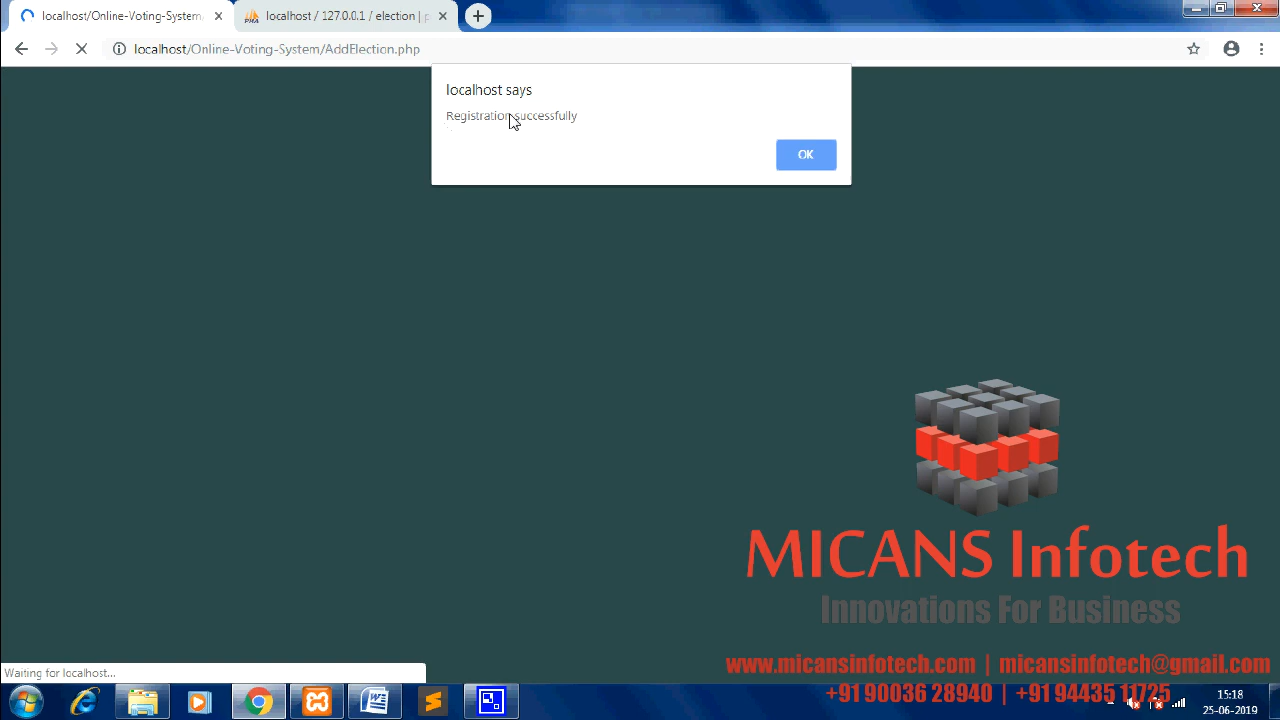 localhost/Online-Voting-System
localhost / 127.0.0.1 / election | p
localhost/Online-Voting-System/AddElection.php
localhost says
Registration successfully
OK
MICANS Infotech
Innovations For Business
www.micansinfotech.com | micansinfotech@gmail.com
+91 90036 28940 | +91 94435 11725
Waiting for localhost...
15:18
25-06-2019